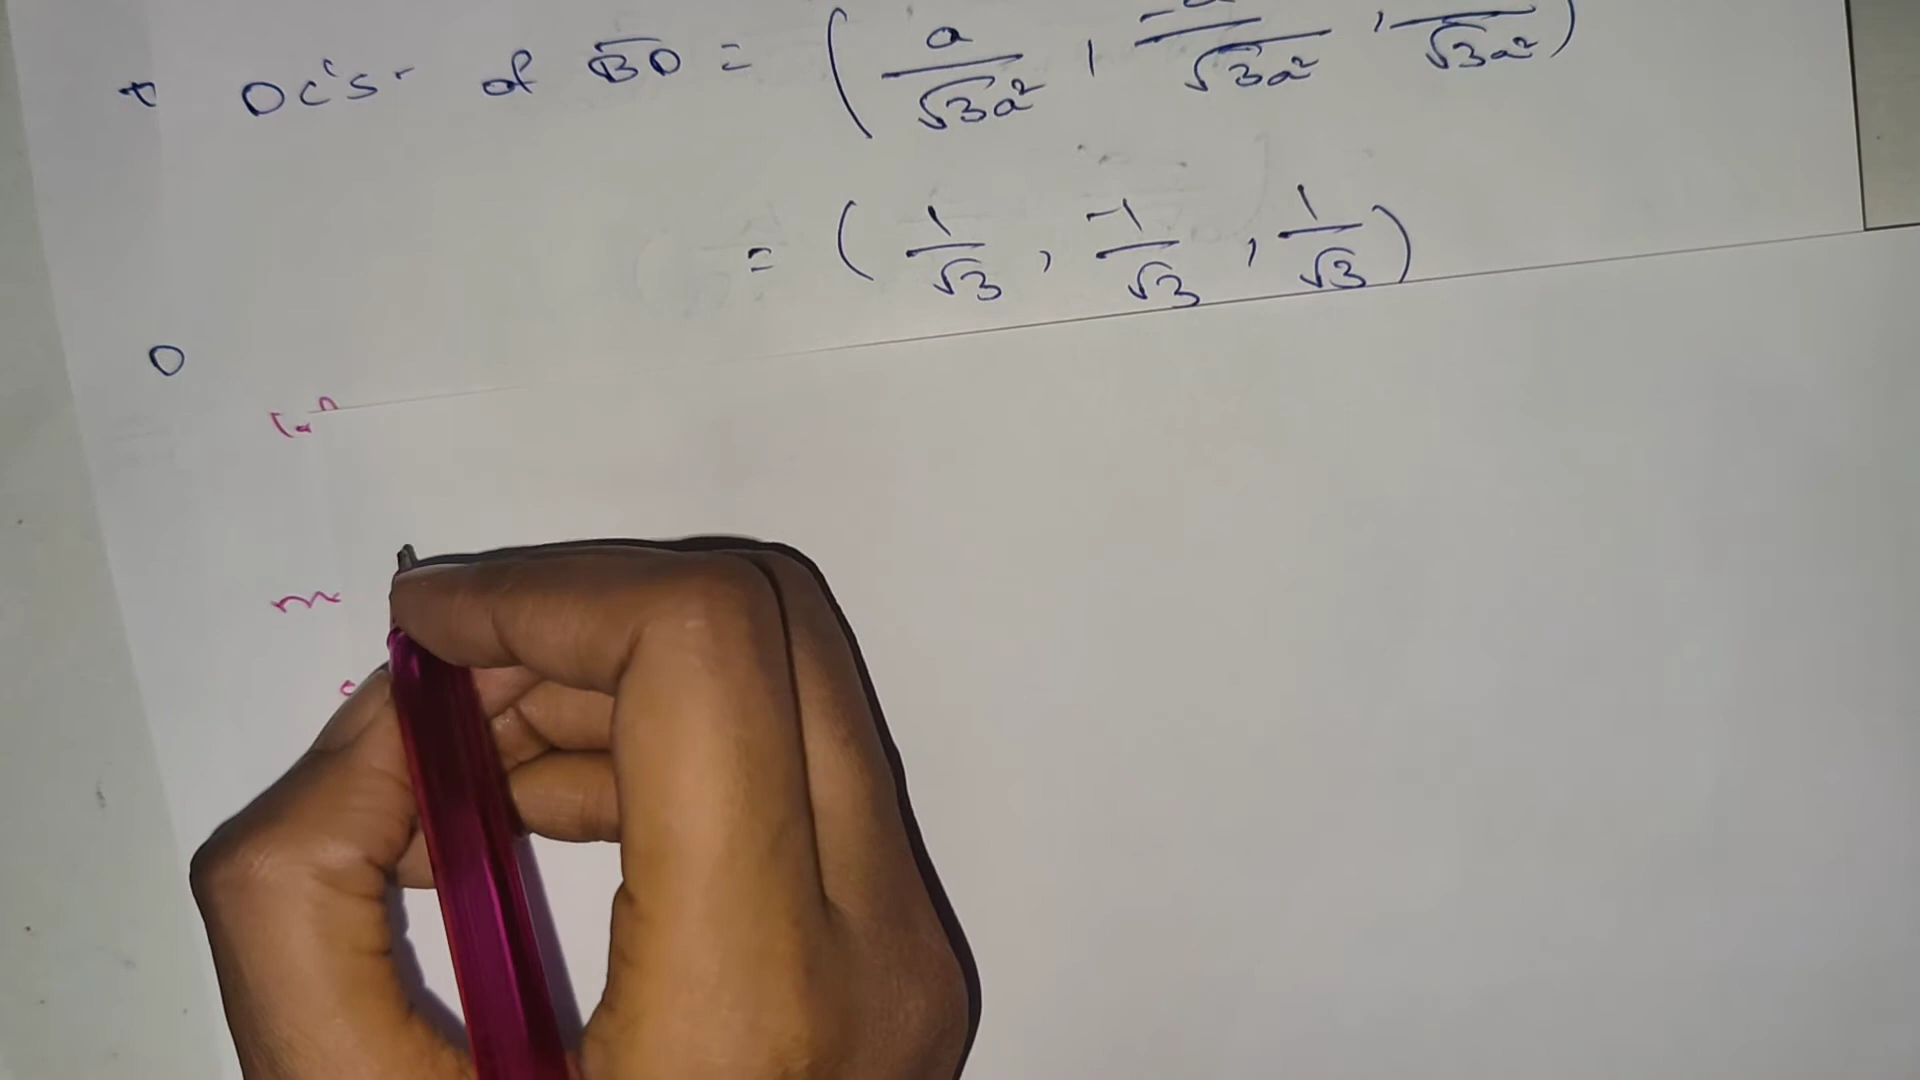 DC's of BD = ( a/√3a² , -a/√3a² , /√3a² )
= ( 1/√3 , -1/√3 , 1/√3 )